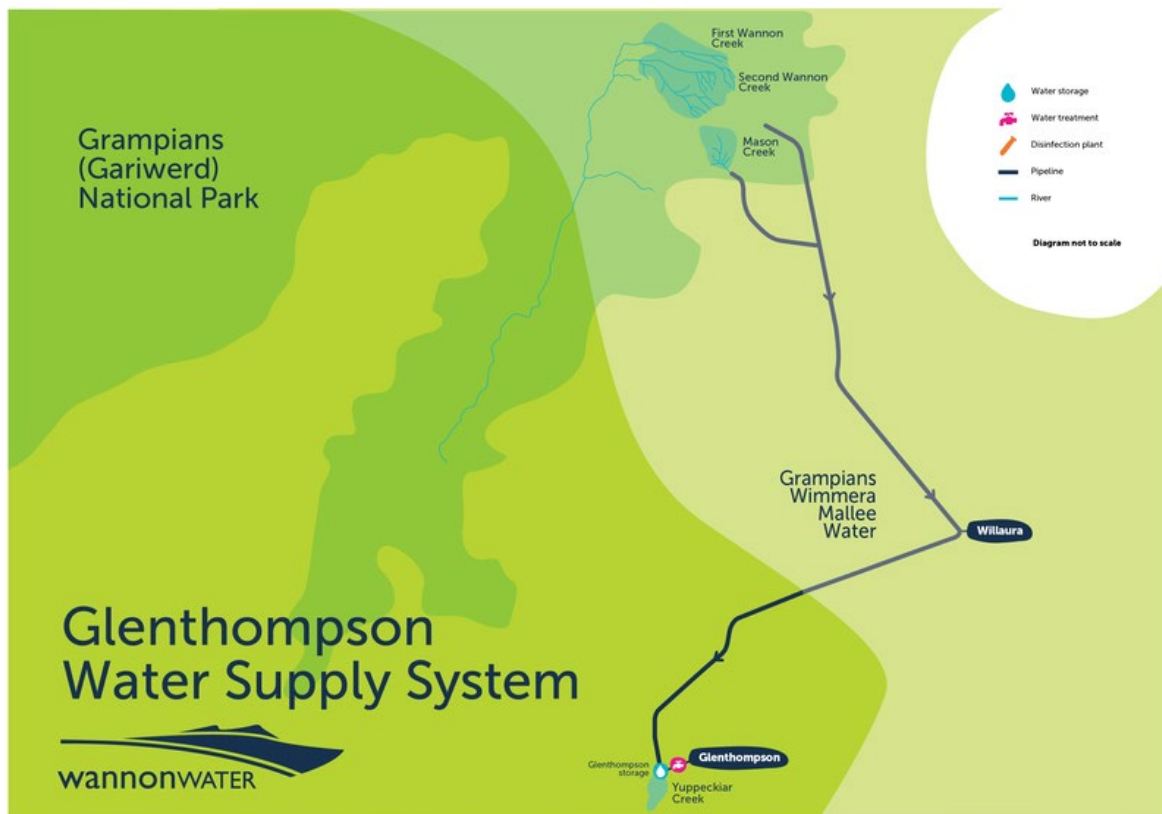 First Wannon
Creek
Second Wannon
Creek
Mason
Creek
Grampians
(Gariwerd)
National Park
Water storage
Water treatment
Disinfection plant
Pipeline
River
Diagram not to scale
Grampians
Wimmera
Mallee
Water
Willaura
Glenthompson
Water Supply System
wannonWATER
Glenthompson
storage
Glenthompson
Yuppeckiar
Creek